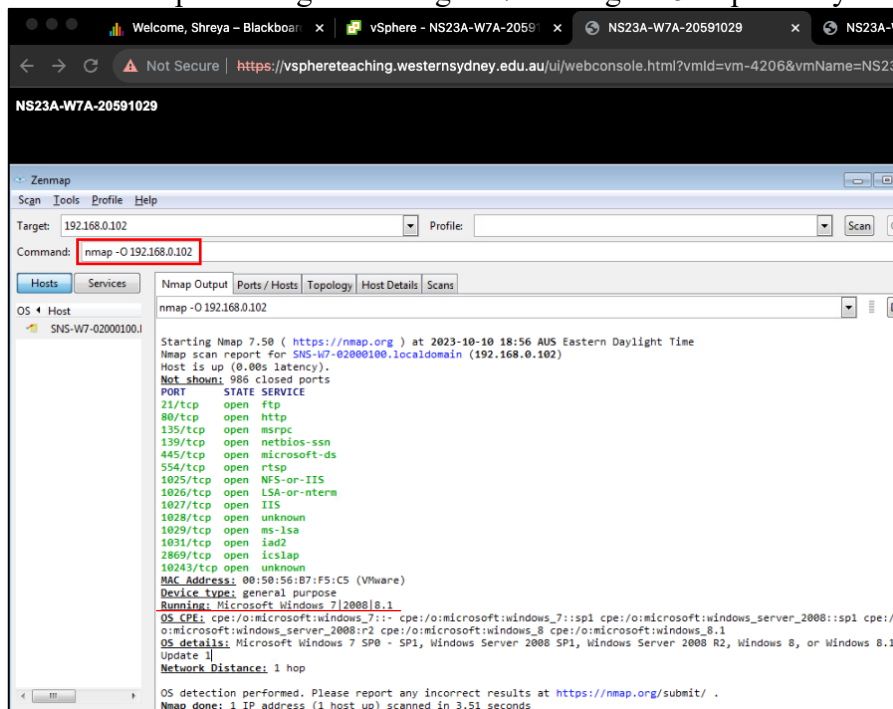 Welcome, Shreya – Blackboar
vSphere - NS23A-W7A-2059
NS23A-W7A-20591029
NS23A-
Not Secure | https://vsphereteaching.westernsydney.edu.au/ui/webconsole.html?vmId=vm-4206&vmName=NS23
NS23A-W7A-20591029
Zenmap
Scan Tools Profile Help
Target: 192.168.0.102 Profile: Scan
Command: nmap -O 192.168.0.102
Hosts Services Nmap Output Ports / Hosts Topology Host Details Scans
OS Host nmap -O 192.168.0.102
SNS-W7-02000100.l
Starting Nmap 7.50 ( https://nmap.org ) at 2023-10-10 18:56 AUS Eastern Daylight Time
Nmap scan report for SNS-W7-02000100.localdomain (192.168.0.102)
Host is up (0.00s latency).
Not shown: 986 closed ports
PORT STATE SERVICE
21/tcp open ftp
80/tcp open http
135/tcp open msrpc
139/tcp open netbios-ssn
445/tcp open microsoft-ds
554/tcp open rtsp
1025/tcp open NFS-or-IIS
1026/tcp open LSA-or-nterm
1027/tcp open IIS
1028/tcp open unknown
1029/tcp open ms-lsa
1031/tcp open iad2
2869/tcp open icslap
10243/tcp open unknown
MAC Address: 00:50:56:B7:F5:C5 (VMware)
Device type: general purpose
Running: Microsoft Windows 7|2008|8.1
OS CPE: cpe:/o:microsoft:windows_7::- cpe:/o:microsoft:windows_7::sp1 cpe:/o:microsoft:windows_server_2008::sp1 cpe:/
o:microsoft:windows_server_2008:r2 cpe:/o:microsoft:windows_8 cpe:/o:microsoft:windows_8.1
OS details: Microsoft Windows 7 SP0 - SP1, Windows Server 2008 SP1, Windows Server 2008 R2, Windows 8, or Windows 8.1
Update 1
Network Distance: 1 hop
OS detection performed. Please report any incorrect results at https://nmap.org/submit/ .
Nmap done: 1 IP address (1 host up) scanned in 3.51 seconds